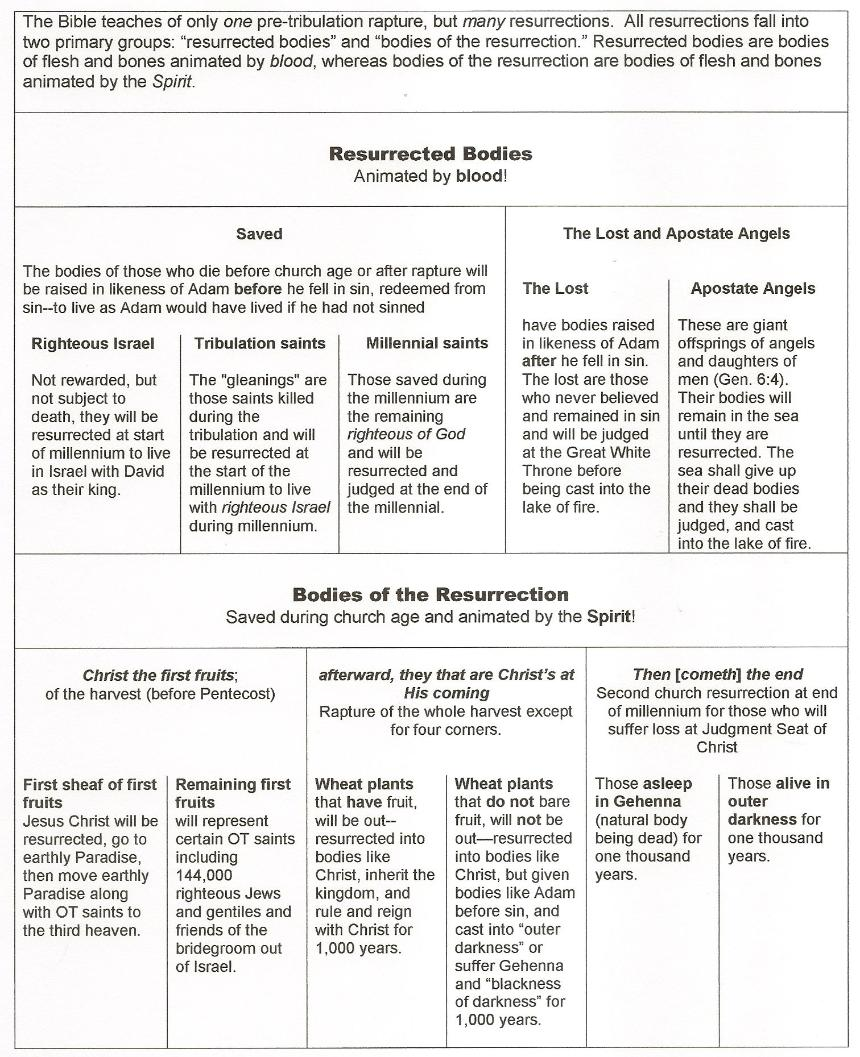 The Bible teaches of only one pre-tribulation rapture, but many resurrections. All resurrections fall into
two primary groups: “resurrected bodies” and “bodies of the resurrection.” Resurrected bodies are bodies
of flesh and bones animated by blood, whereas bodies of the resurrection are bodies of flesh and bones
animated by the Spirit.
Resurrected Bodies
Animated by blood!
Saved
The bodies of those who die before church age or after rapture will
be raised in likeness of Adam before he fell in sin, redeemed from
sin--to live as Adam would have lived if he had not sinned
Righteous Israel
Not rewarded, but
not subject to
death, they will be
resurrected at start
of millennium to live
in Israel with David
as their king.
Tribulation saints
The "gleanings" are
those saints killed
during the
tribulation and will
be resurrected at
the start of the
millennium to live
with righteous Israel
during millennium.
Millennial saints
Those saved during
the millennium are
the remaining
righteous of God
and will be
resurrected and
judged at the end of
the millennial.
The Lost and Apostate Angels
The Lost
have bodies raised
in likeness of Adam
after he fell in sin.
The lost are those
who never believed
and remained in sin
and will be judged
at the Great White
Throne before
being cast into the
lake of fire.
Apostate Angels
These are giant
offsprings of angels
and daughters of
men (Gen. 6:4).
Their bodies will
remain in the sea
until they are
resurrected. The
sea shall give up
their dead bodies
and they shall be
judged, and cast
into the lake of fire.
Bodies of the Resurrection
Saved during church age and animated by the Spirit!
Christ the first fruits;
of the harvest (before Pentecost)
First sheaf of first
fruits
Jesus Christ will be
resurrected, go to
earthly Paradise,
then move earthly
Paradise along
with OT saints to
the third heaven.
Remaining first
fruits
will represent
certain OT saints
including
144,000
righteous Jews
and gentiles and
friends of the
bridegroom out
of Israel.
afterward, they that are Christ’s at
His coming
Rapture of the whole harvest except
for four corners.
Wheat plants
that have fruit,
will be out--
resurrected into
bodies like
Christ, inherit the
kingdom, and
rule and reign
with Christ for
1,000 years.
Wheat plants
that do not bare
fruit, will not be
out—resurrected
into bodies like
Christ, but given
bodies like Adam
before sin, and
cast into “outer
darkness” or
suffer Gehenna
and “blackness
of darkness” for
1,000 years.
Then [cometh] the end
Second church resurrection at end
of millennium for those who will
suffer loss at Judgment Seat of
Christ
Those asleep
in Gehenna
(natural body
being dead) for
one thousand
years.
Those alive in
outer
darkness for
one thousand
years.